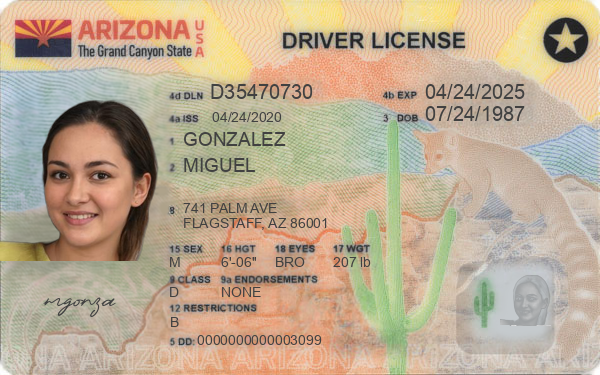 ARIZONA USA
The Grand Canyon State
DRIVER LICENSE
4d DLN D35470730 4b EXP 04/24/2025
4a ISS 04/24/2020 3 DOB 07/24/1987
1 GONZALEZ
2 MIGUEL
8 741 PALM AVE
FLAGSTAFF, AZ 86001
15 SEX 16 HGT 18 EYES 17 WGT
M 6'-06" BRO 207 lb
9 CLASS 9a ENDORSEMENTS
D NONE
12 RESTRICTIONS
B
mgonza
5 DD: 0000000000003099
ARIZONA ARIZONA ARIZONA ARIZONA